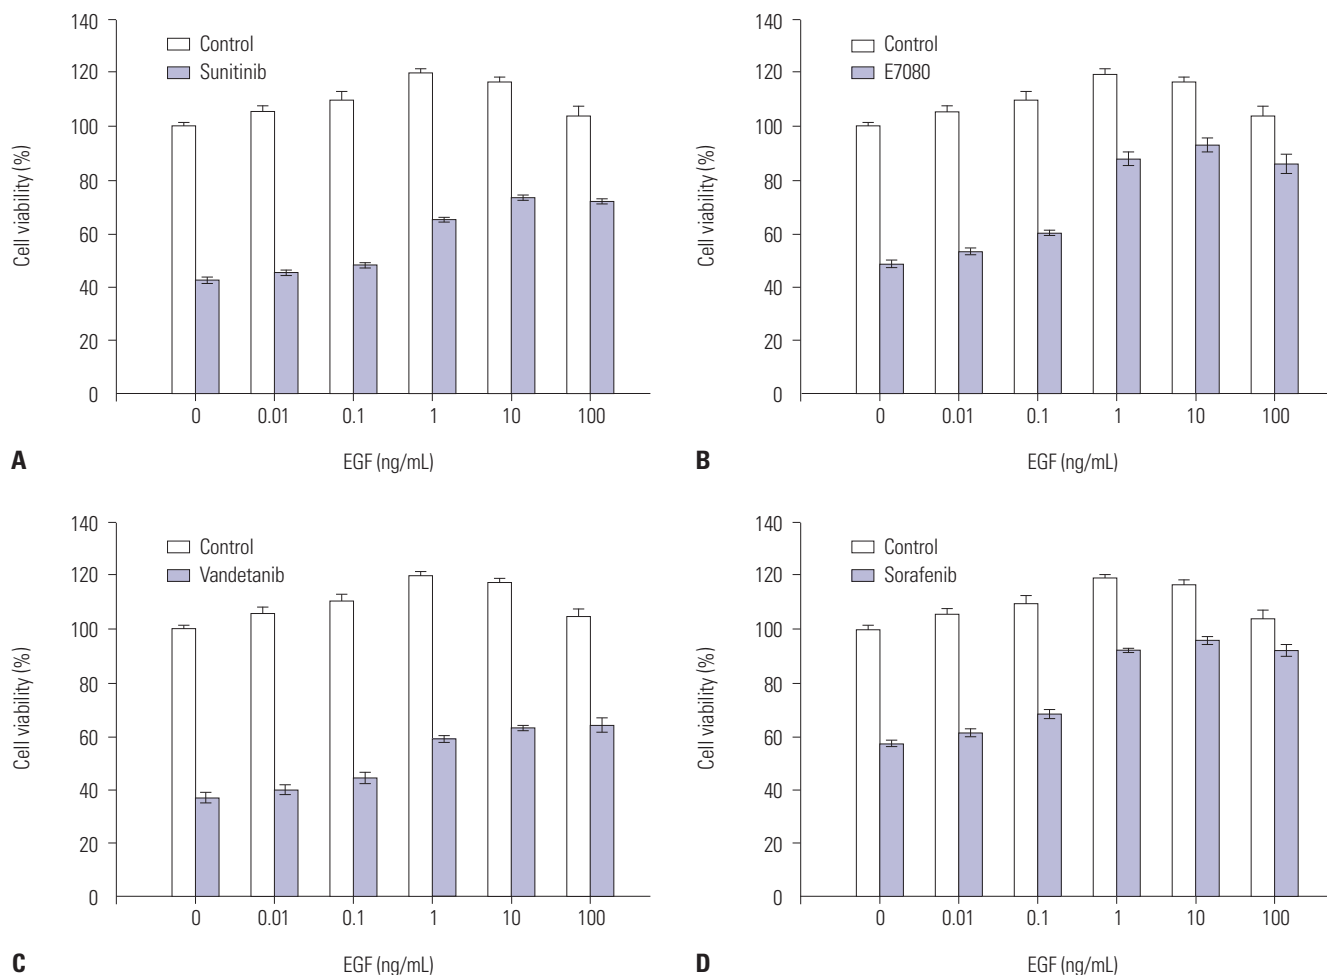 140
120
100
80
60
40
20
0
Cell viability (%)
Control
Sunitinib
0 0.01 0.1 1 10 100
EGF (ng/mL)
A
140
120
100
80
60
40
20
0
Cell viability (%)
Control
E7080
0 0.01 0.1 1 10 100
EGF (ng/mL)
B
140
120
100
80
60
40
20
0
Cell viability (%)
Control
Vandetanib
0 0.01 0.1 1 10 100
EGF (ng/mL)
C
140
120
100
80
60
40
20
0
Cell viability (%)
Control
Sorafenib
0 0.01 0.1 1 10 100
EGF (ng/mL)
D